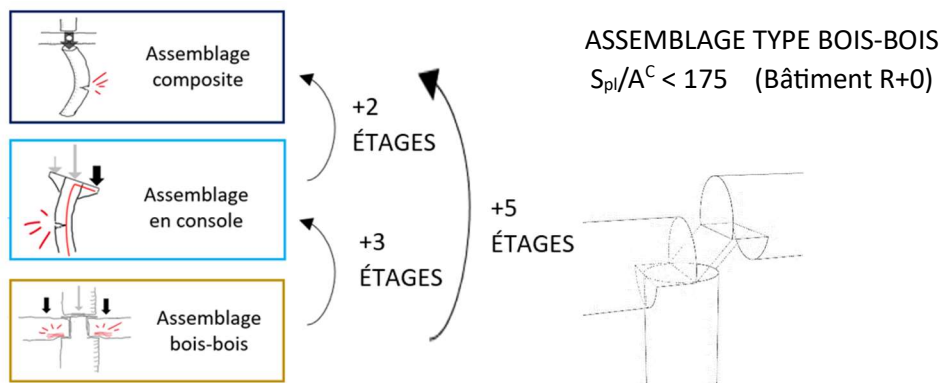 Assemblage
composite
Assemblage
en console
Assemblage
bois-bois
+2
ÉTAGES
+3
ÉTAGES
+5
ÉTAGES
ASSEMBLAGE TYPE BOIS-BOIS
Spl/Aᶜ < 175 (Bâtiment R+0)